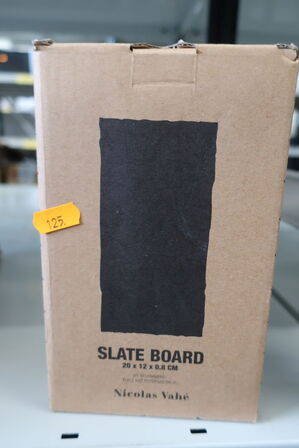 125.
SLATE BOARD
20 x 12 x 0.8 CM
Nicolas Vahé